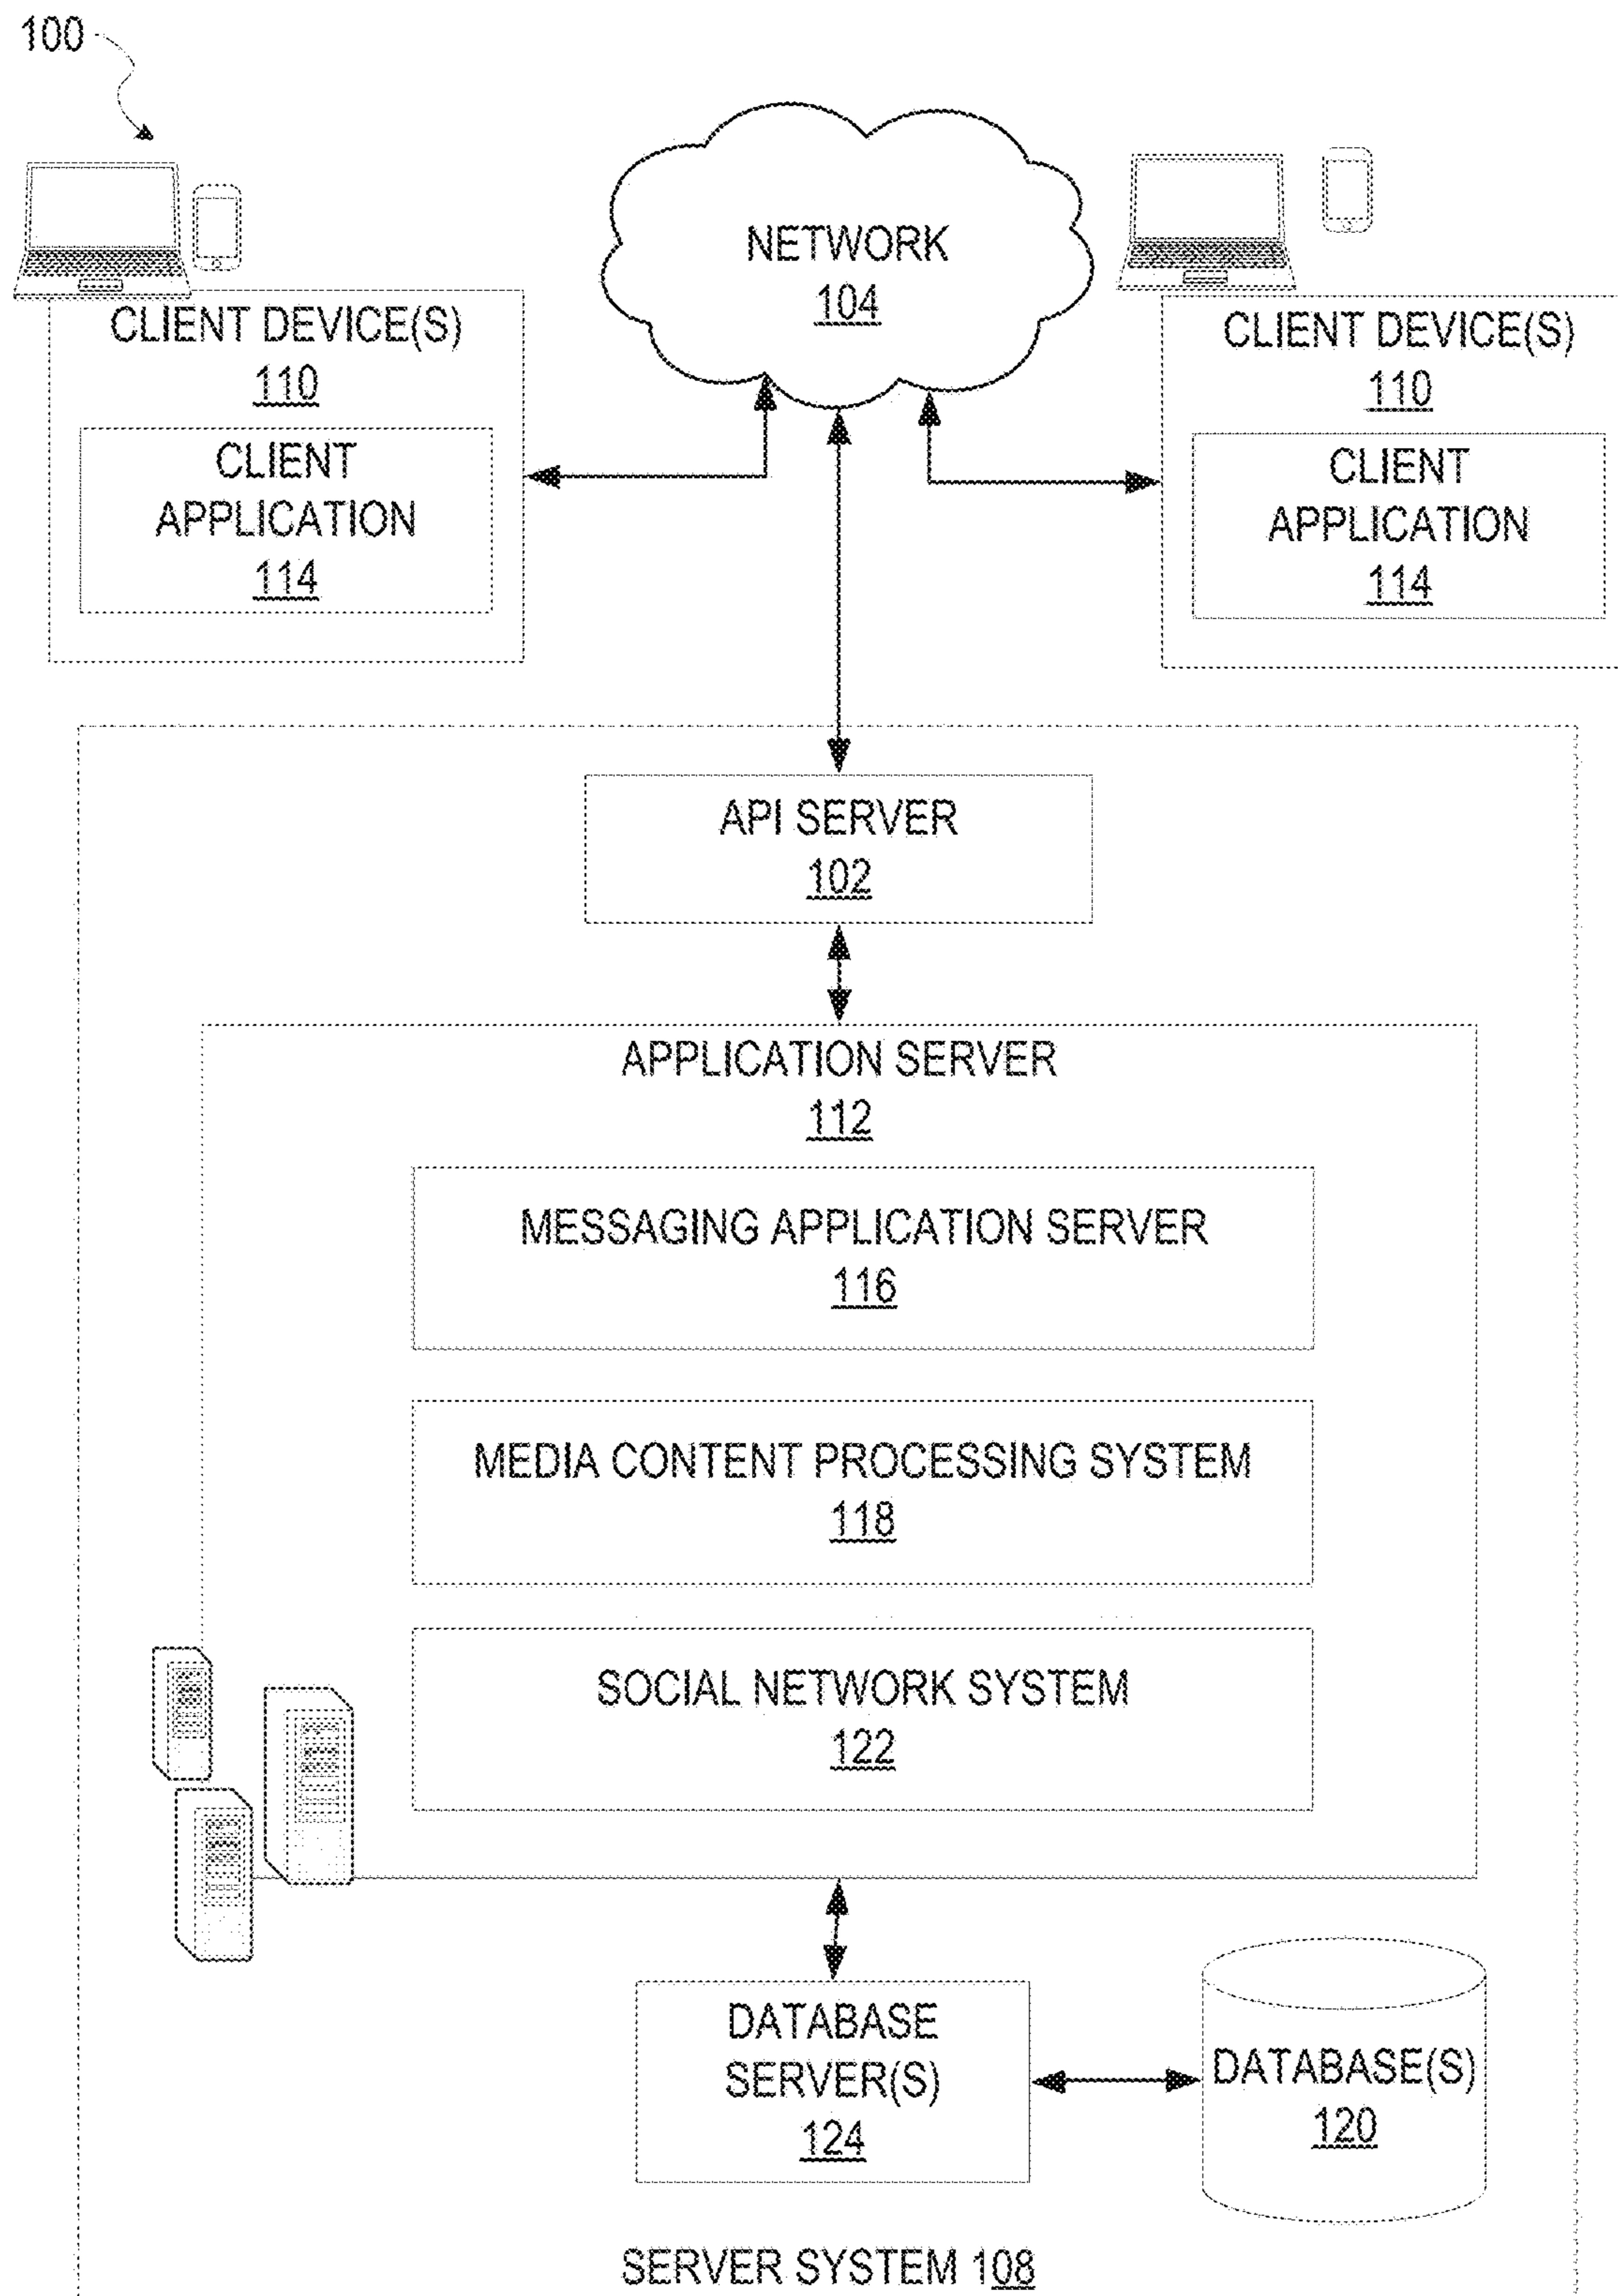 100
NETWORK
104
CLIENT DEVICE(S)
110
CLIENT
APPLICATION
114
CLIENT DEVICE(S)
110
CLIENT
APPLICATION
114
API SERVER
102
APPLICATION SERVER
112
MESSAGING APPLICATION SERVER
116
MEDIA CONTENT PROCESSING SYSTEM
118
SOCIAL NETWORK SYSTEM
122
DATABASE
SERVER(S)
124
DATABASE(S)
120
SERVER SYSTEM 108